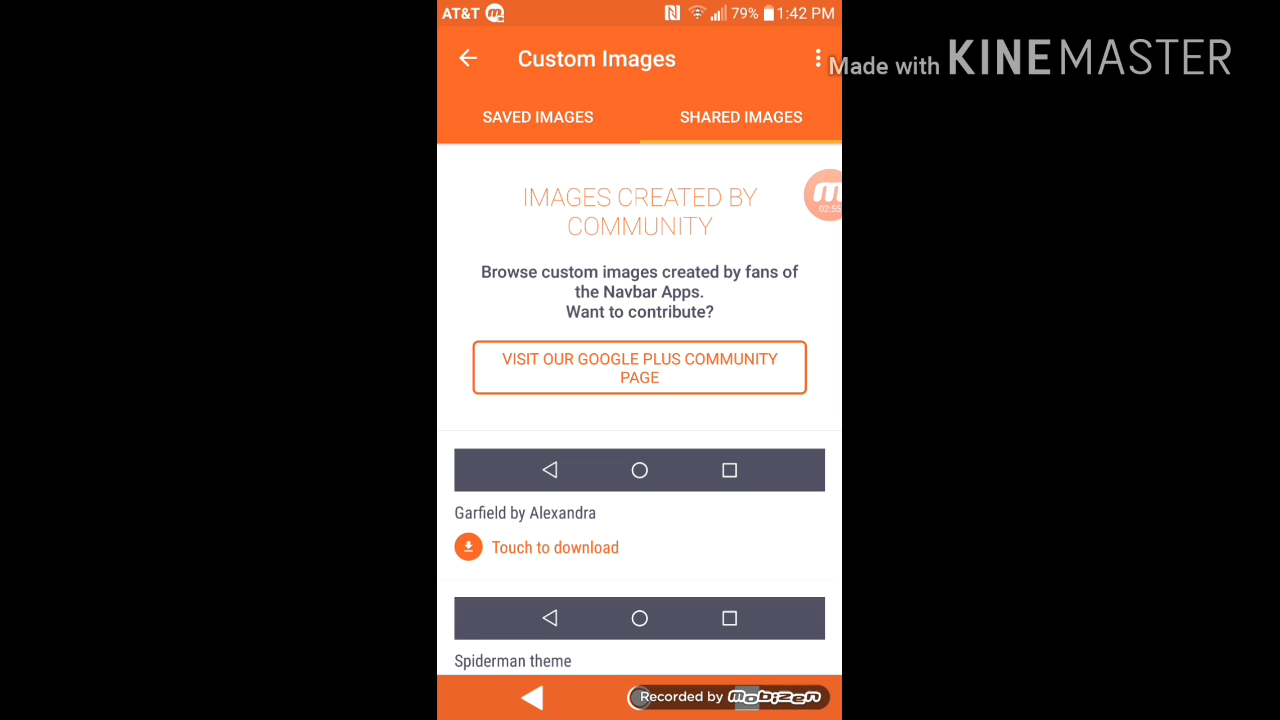 AT&T 79% 1:42 PM
Custom Images
Made with KINEMASTER
SAVED IMAGES SHARED IMAGES
IMAGES CREATED BY
COMMUNITY
02:55
Browse custom images created by fans of
the Navbar Apps.
Want to contribute?
VISIT OUR GOOGLE PLUS COMMUNITY
PAGE
Garfield by Alexandra
Touch to download
Spiderman theme
Recorded by mobizen